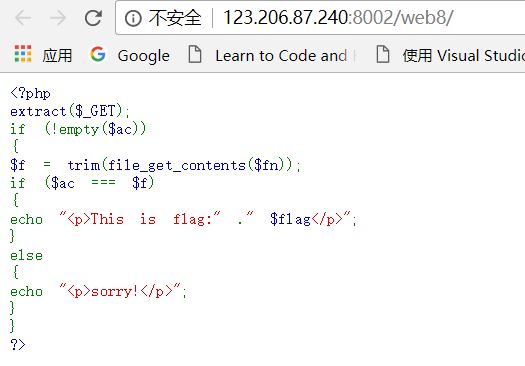 不安全 123.206.87.240:8002/web8/
应用 Google Learn to Code and 使用 Visual Studio
<?php
extract($_GET);
if (!empty($ac))
{
$f = trim(file_get_contents($fn));
if ($ac === $f)
{
echo "<p>This is flag:" ." $flag</p>";
}
else
{
echo "<p>sorry!</p>";
}
}
?>